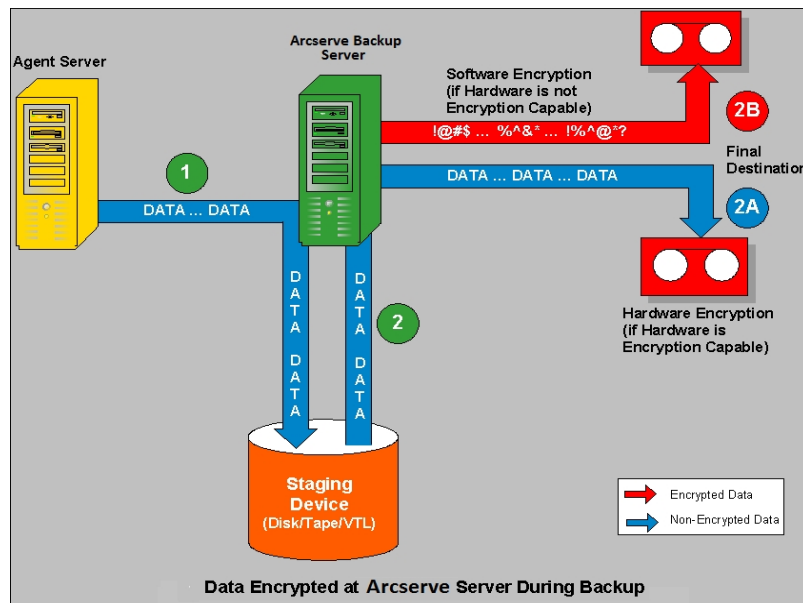 Agent Server
Arcserve Backup
Server
Software Encryption
(if Hardware is not
Encryption Capable)
!@#$ ... %^&* ... !%^@*?
2B
Final
Destination
DATA ... DATA ... DATA
2A
1
DATA ... DATA
Hardware Encryption
(if Hardware is
Encryption Capable)
DATA DATA
2
DATA DATA
Staging
Device
(Disk/Tape/VTL)
Encrypted Data
Non-Encrypted Data
Data Encrypted at Arcserve Server During Backup